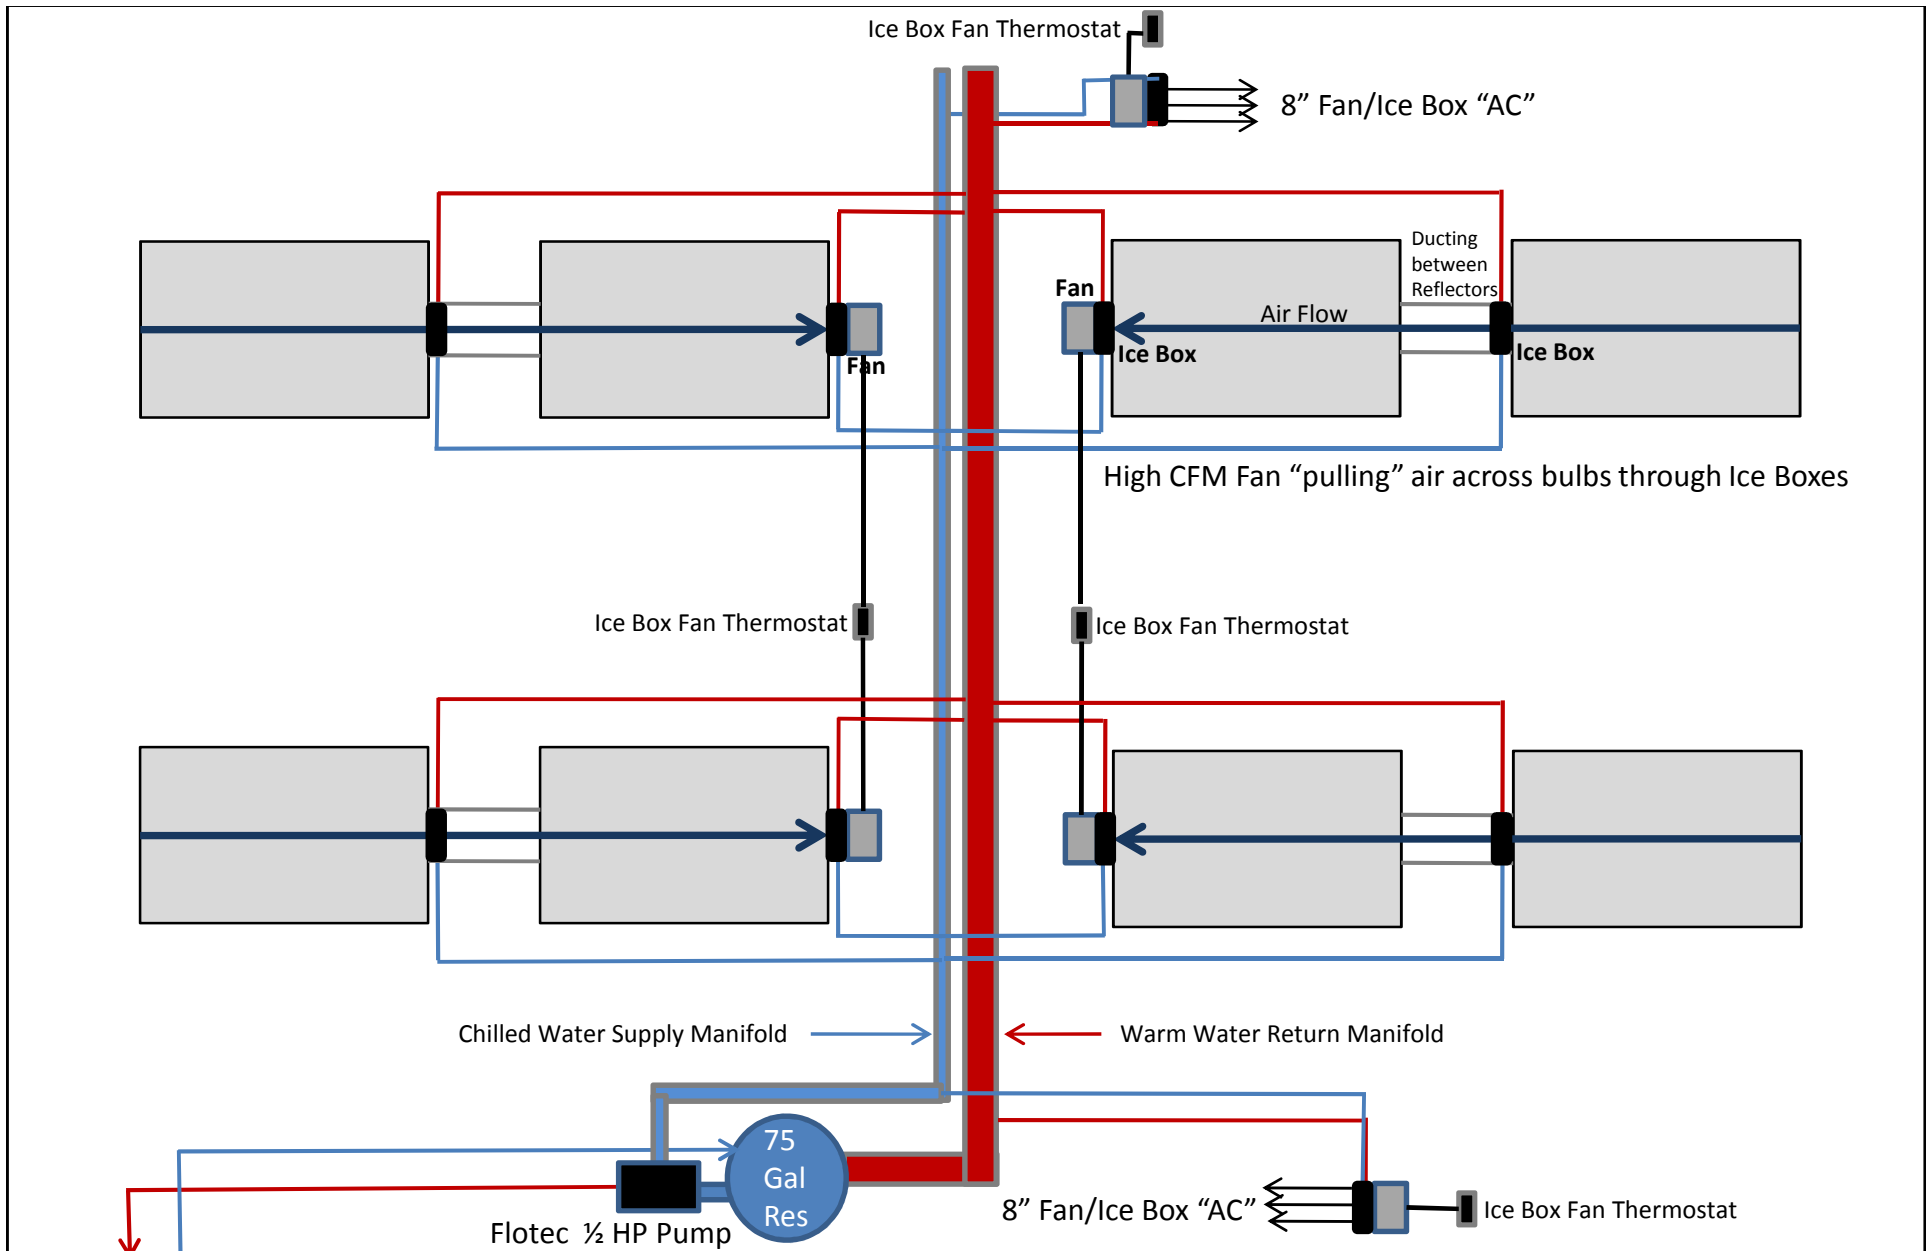 Ice Box Fan Thermostat
8” Fan/Ice Box “AC”
Ducting
between
Reflectors
Fan
Air Flow
Ice Box
Ice Box
Fan
High CFM Fan “pulling” air across bulbs through Ice Boxes
Ice Box Fan Thermostat
Ice Box Fan Thermostat
Chilled Water Supply Manifold
Warm Water Return Manifold
75
Gal
Res
8” Fan/Ice Box “AC”
Ice Box Fan Thermostat
Flotec ½ HP Pump